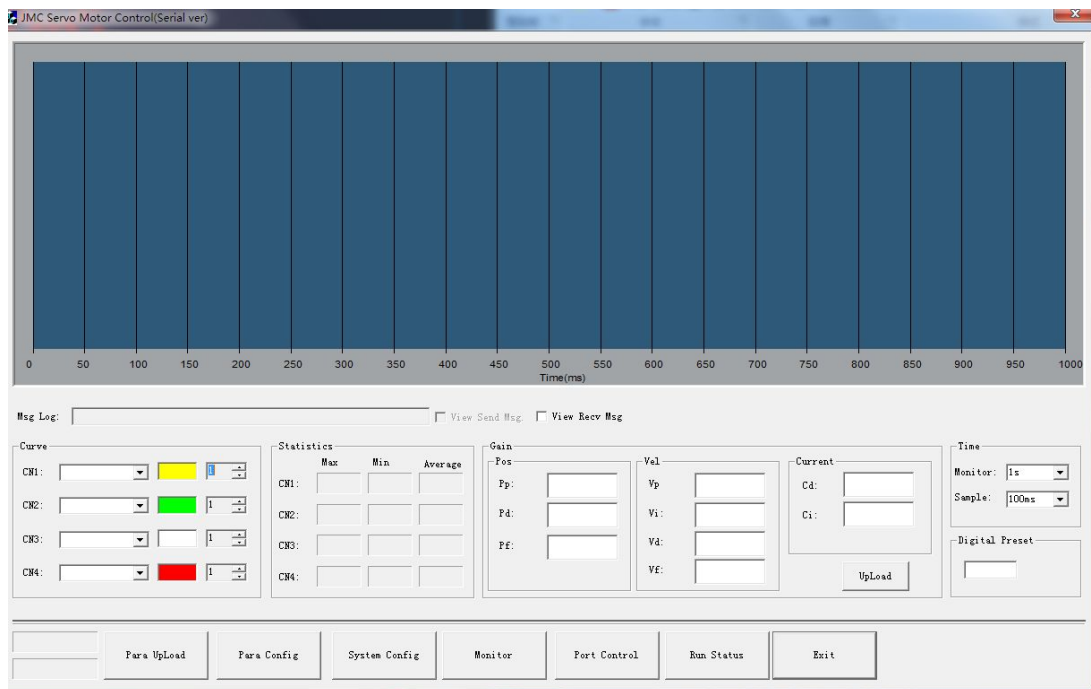 JMC Servo Motor Control(Serial ver)
0 50 100 150 200 250 300 350 400 450 500 550 600 650 700 750 800 850 900 950 1000
Time(ms)
Msg Log: View Send Msg. View Recv Msg
Curve
CN1: 1
CN2: 1
CN3: 1
CN4: 1
Statistics
Max Min Average
CN1:
CN2:
CN3:
CN4:
Gain
Pos
Pp:
Pd:
Pf:
Vel
Vp
Vi:
Vd:
Vf:
Current
Cd:
Ci:
UpLoad
Time
Monitor: 1s
Sample: 100ms
Digital Preset
Para UpLoad Para Config System Config Monitor Port Control Run Status Exit